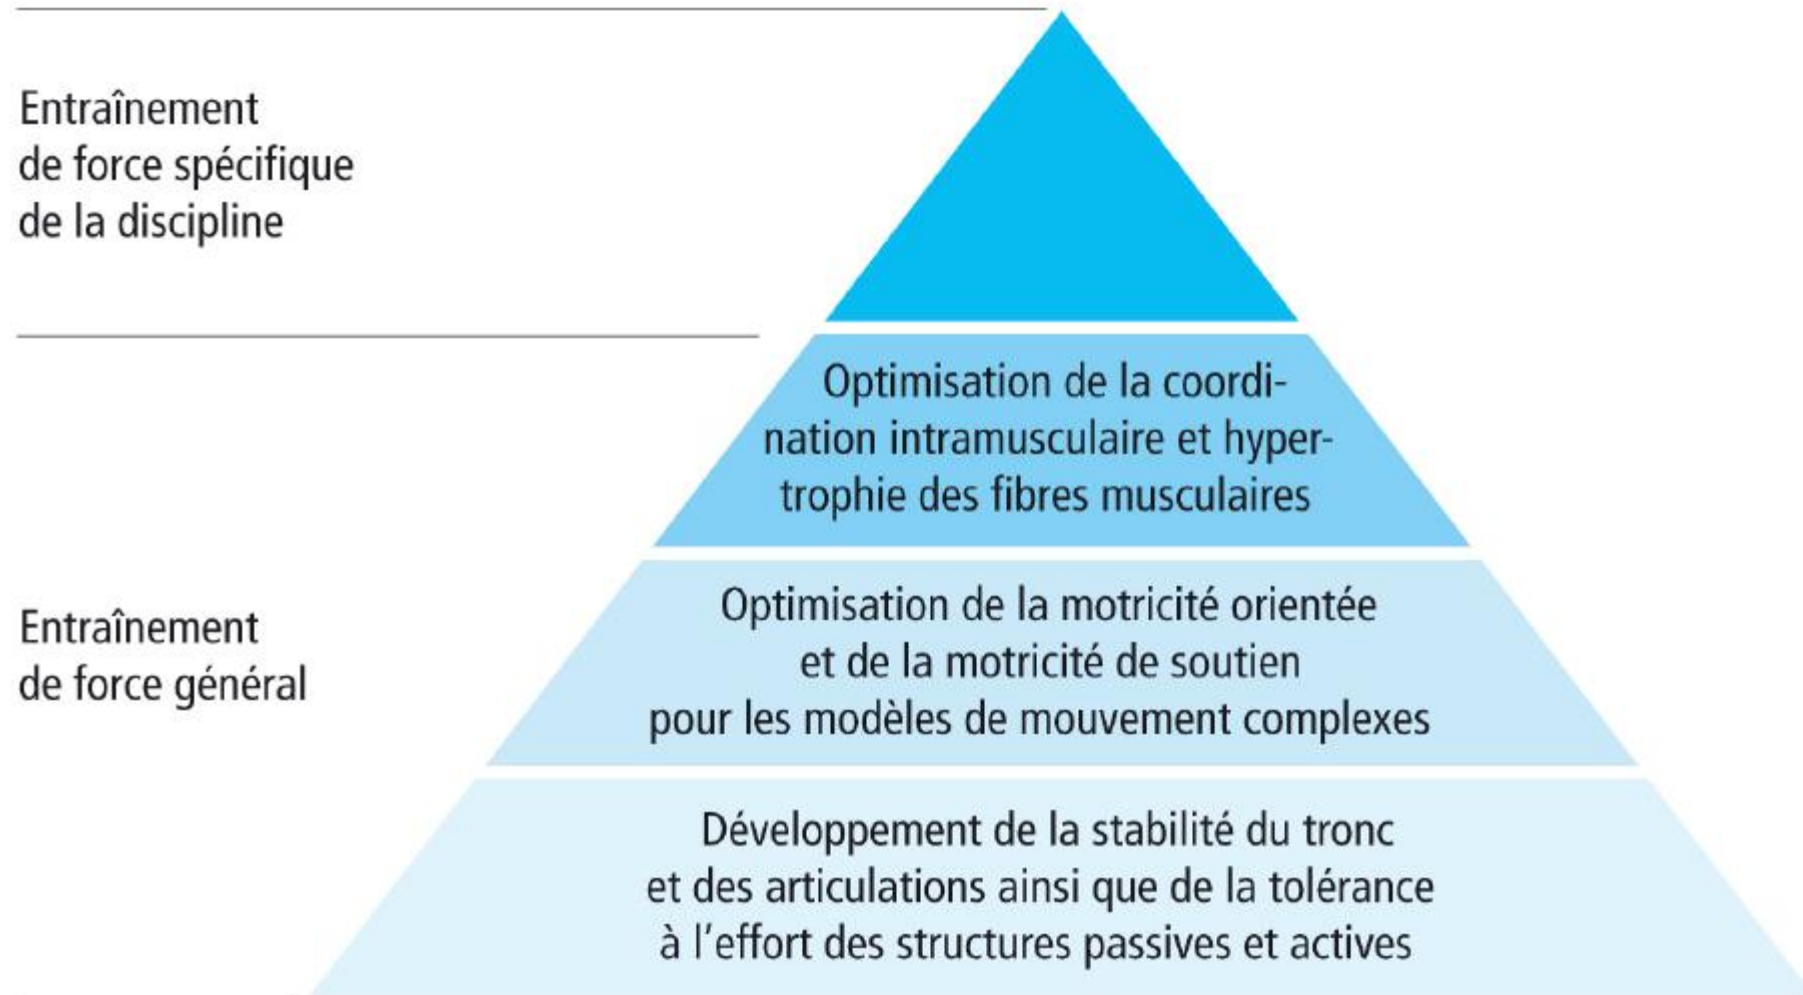 Entraînement
de force spécifique
de la discipline
Optimisation de la coordi-
nation intramusculaire et hyper-
trophie des fibres musculaires
Entraînement
de force général
Optimisation de la motricité orientée
et de la motricité de soutien
pour les modèles de mouvement complexes
Développement de la stabilité du tronc
et des articulations ainsi que de la tolérance
à l’effort des structures passives et actives